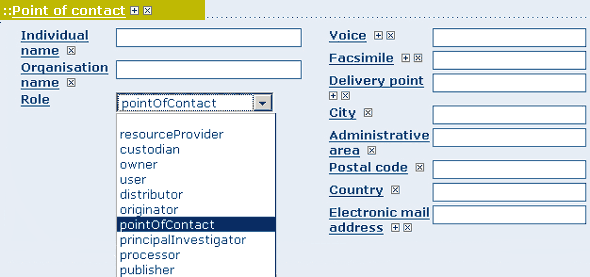 ::Point of contact
Individual
name
Organisation
name
Role
pointOfContact
resourceProvider
custodian
owner
user
distributor
originator
pointOfContact
principalInvestigator
processor
publisher
Voice
Facsimile
Delivery point
City
Administrative
area
Postal code
Country
Electronic mail
address